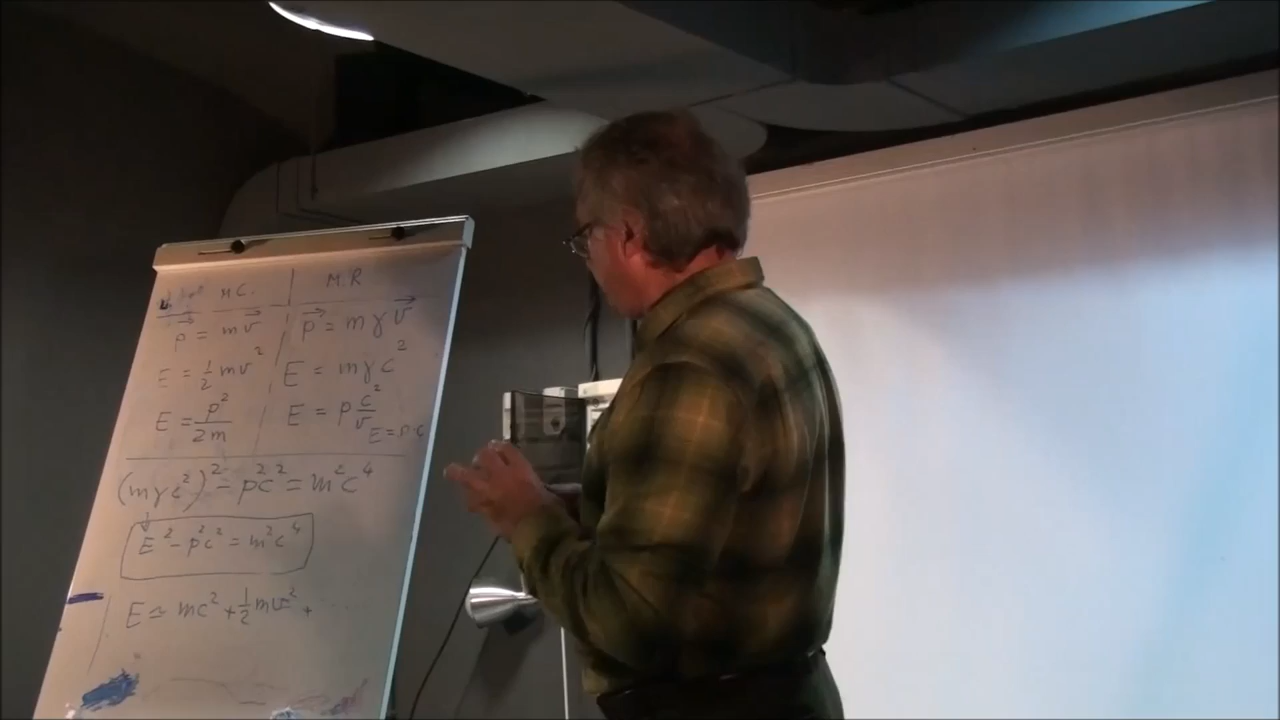 M.C. | M.R
p⃗ = mv⃗ | p⃗ = mγv⃗
E = ½mv² | E = mγc²
E = p²/2m | E = p c²/v
E = p·c
(mγc²)² - p²c² = m²c⁴
E² - p²c² = m²c⁴
E ≃ mc² + ½mv² + .....